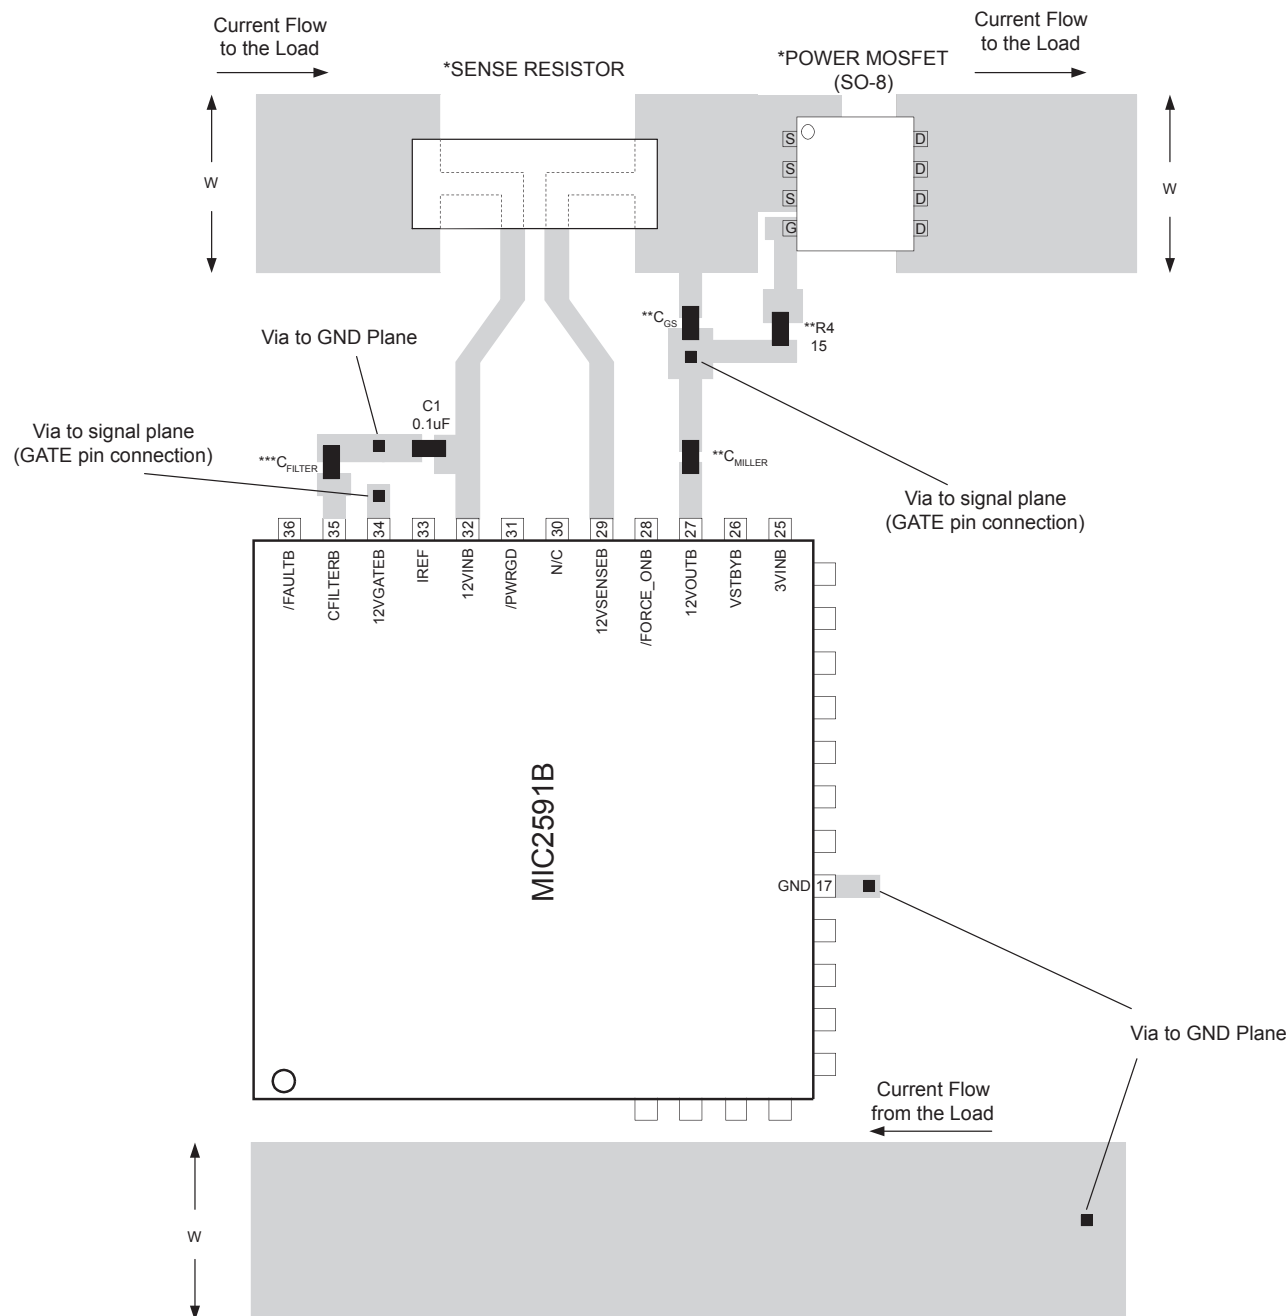 Current Flow
to the Load
*SENSE RESISTOR
*POWER MOSFET
(SO-8)
Current Flow
to the Load
W
W
S
S
S
G
D
D
D
D
**C_GS
**R4
15
Via to GND Plane
C1
0.1uF
Via to signal plane
(GATE pin connection)
***C_FILTER
**C_MILLER
Via to signal plane
(GATE pin connection)
36
35
34
33
32
31
30
29
28
27
26
25
/FAULTB
CFILTERB
12VGATEB
IREF
12VINB
/PWRGD
N/C
12VSENSEB
/FORCE_ONB
12VOUTB
VSTBYB
3VINB
MIC2591B
GND 17
Via to GND Plane
Current Flow
from the Load
W